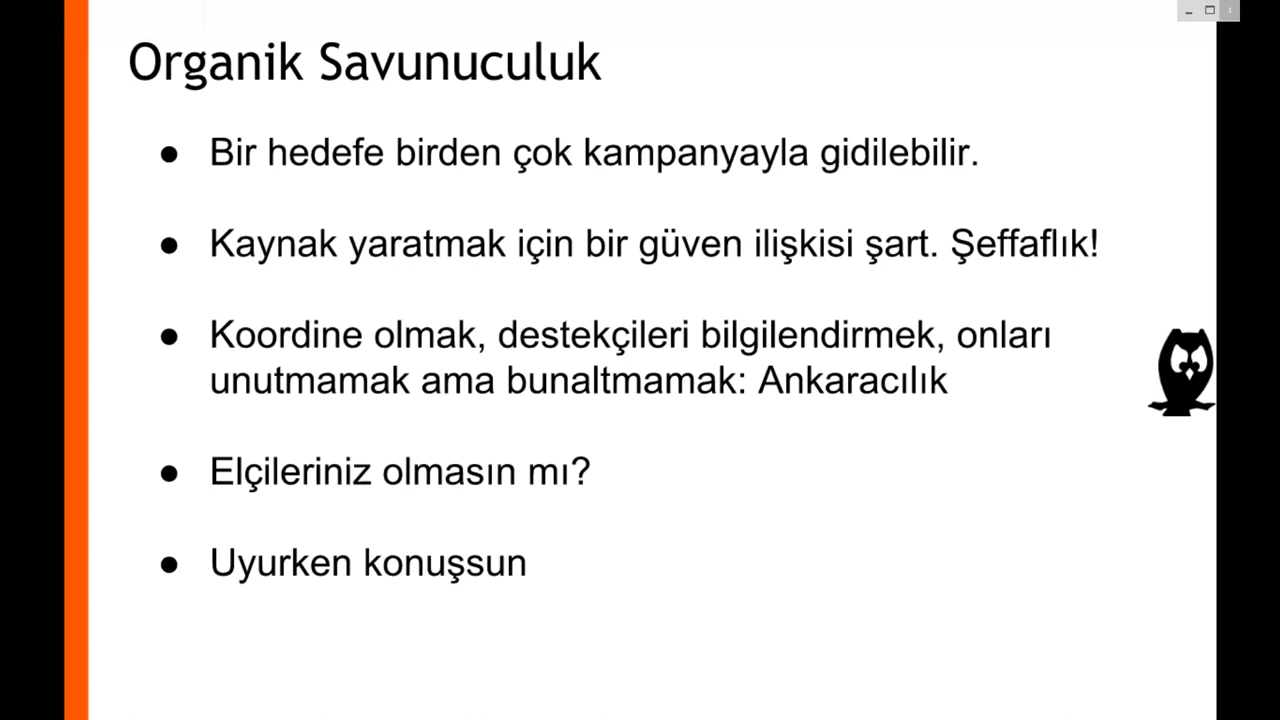 Organik Savunuculuk
● Bir hedefe birden çok kampanyayla gidilebilir.
● Kaynak yaratmak için bir güven ilişkisi şart. Şeffaflık!
● Koordine olmak, destekçileri bilgilendirmek, onları
unutmamak ama bunaltmamak: Ankaracılık
● Elçileriniz olmasın mı?
● Uyurken konuşsun